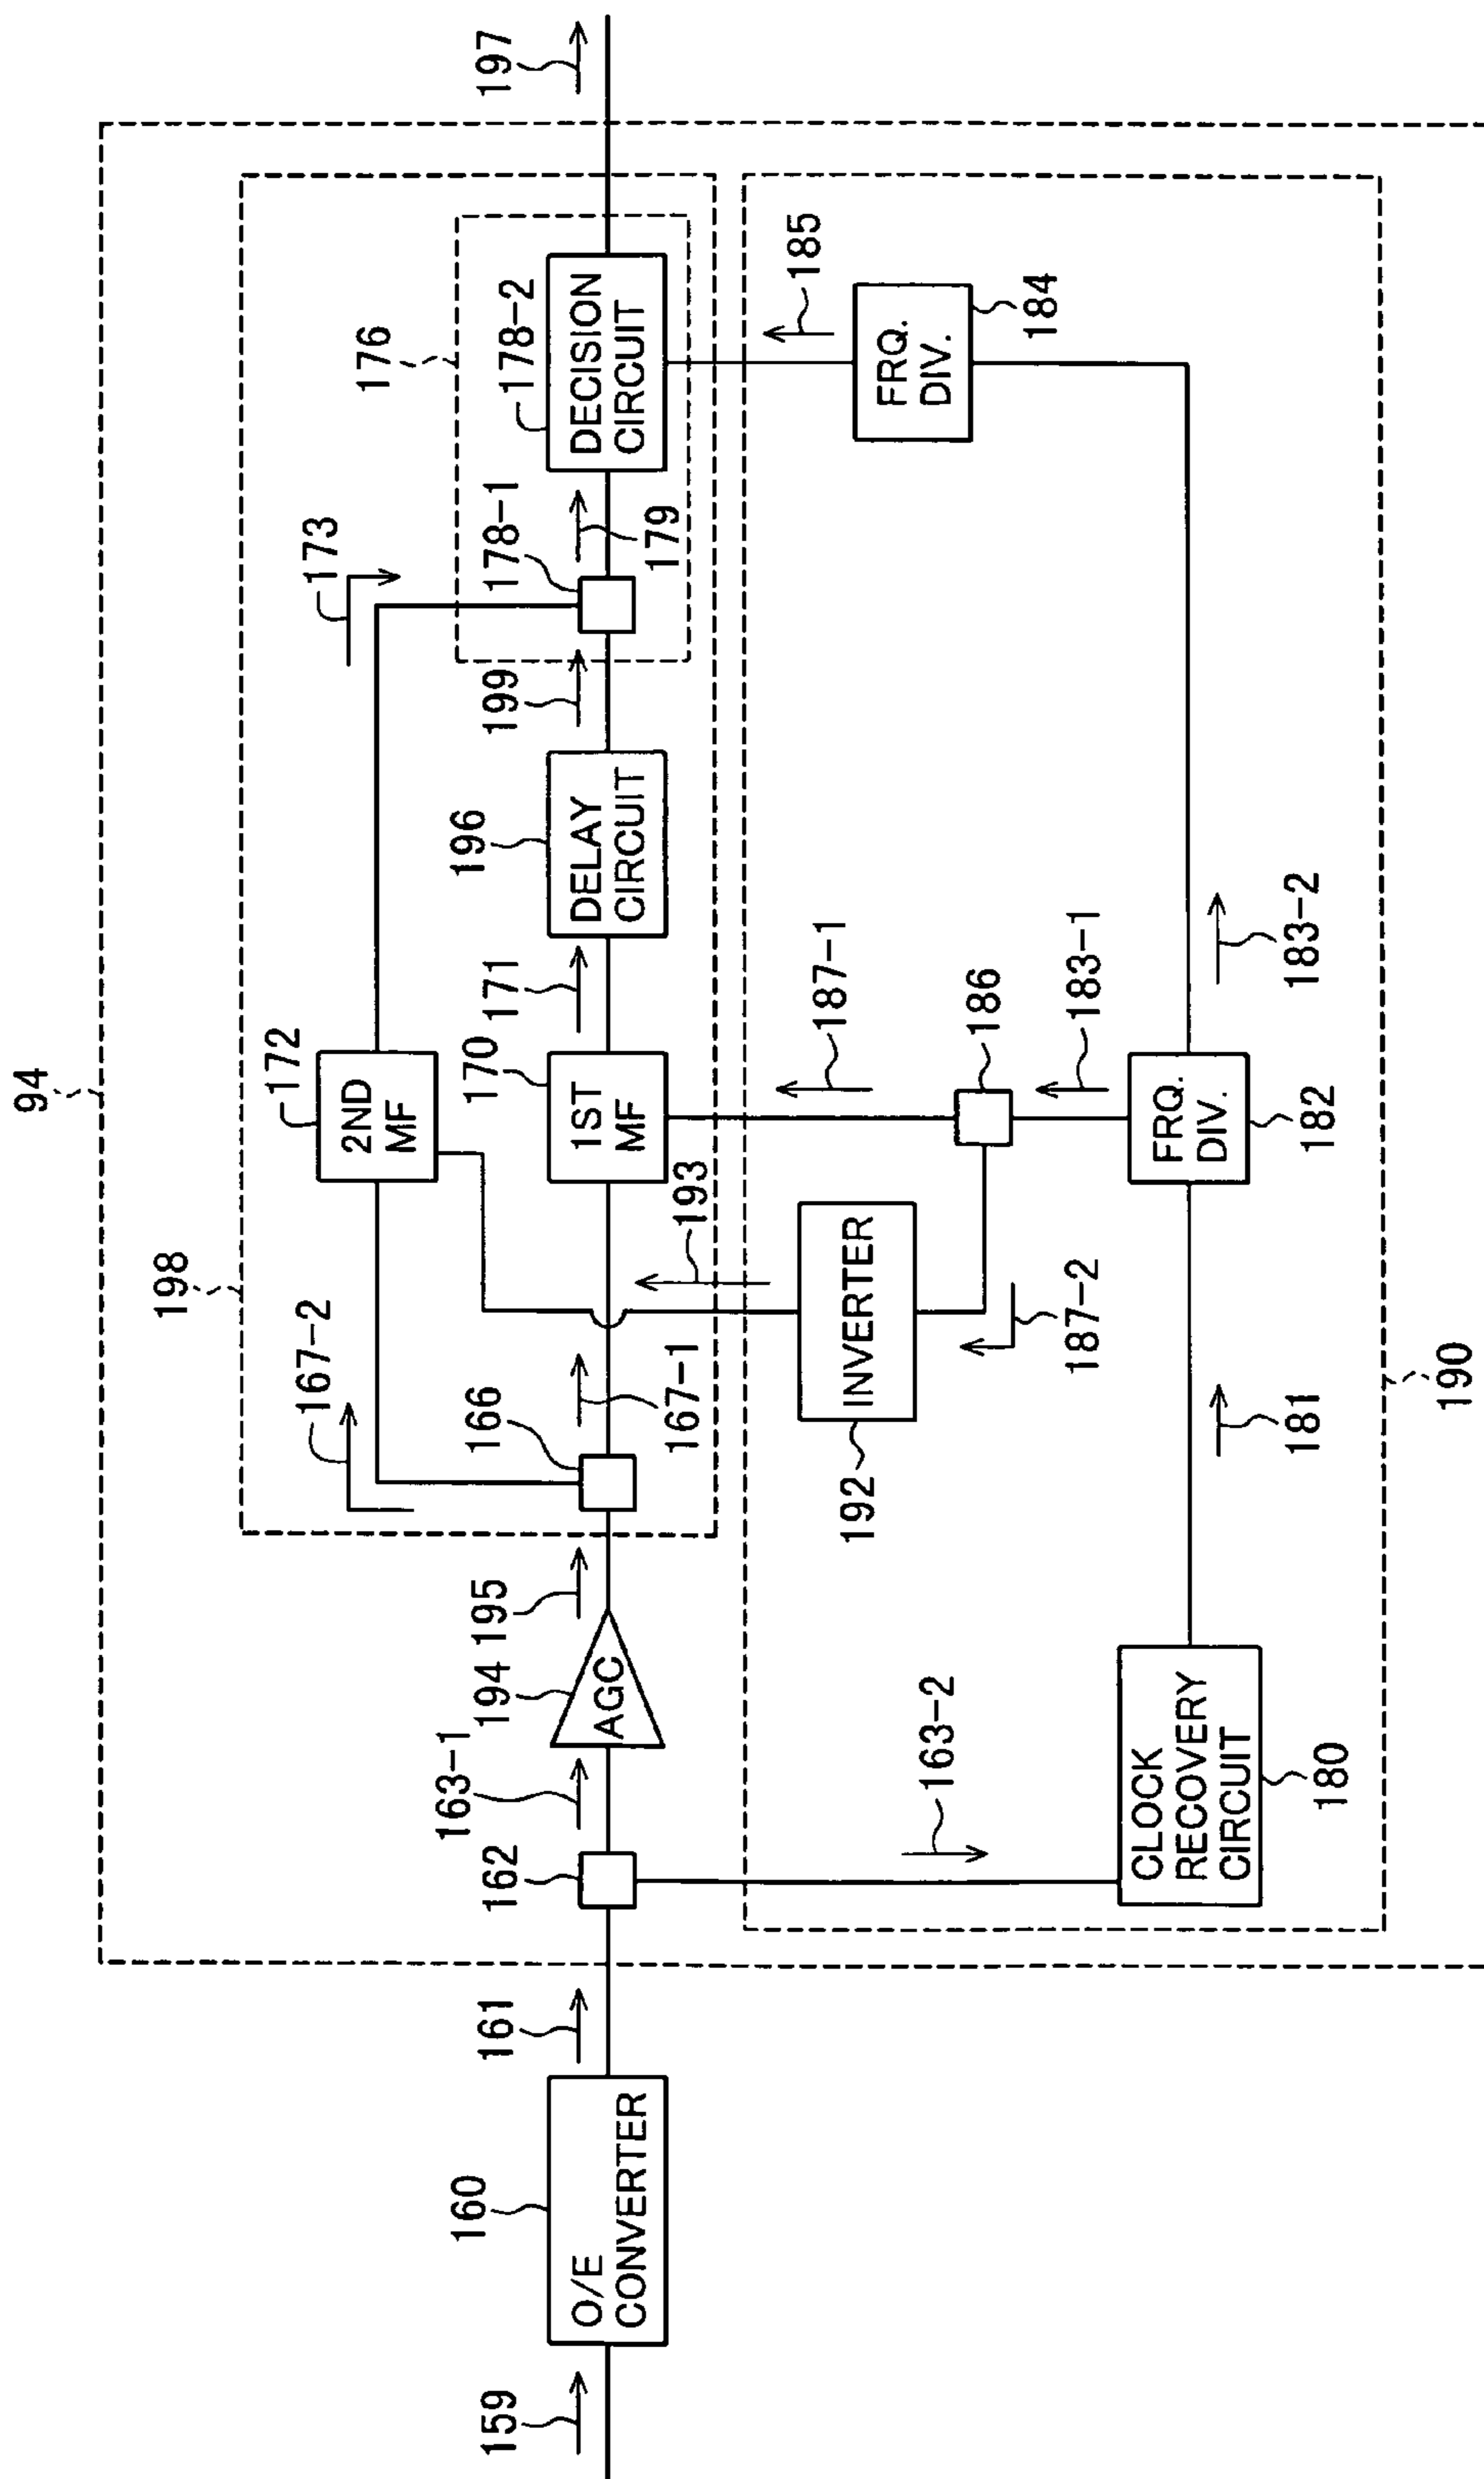 94
198
167-2
172
2ND
MF
173
176
197
159
160
O/E
CONVERTER
161
162
163-1
194
AGC
195
166
167-1
193
170
1ST
MF
171
196
DELAY
CIRCUIT
199
178-1
179
178-2
DECISION
CIRCUIT
185
163-2
192
INVERTER
187-2
187-1
186
183-1
FRQ.
DIV.
184
CLOCK
RECOVERY
CIRCUIT
180
181
FRQ.
DIV.
182
183-2
190